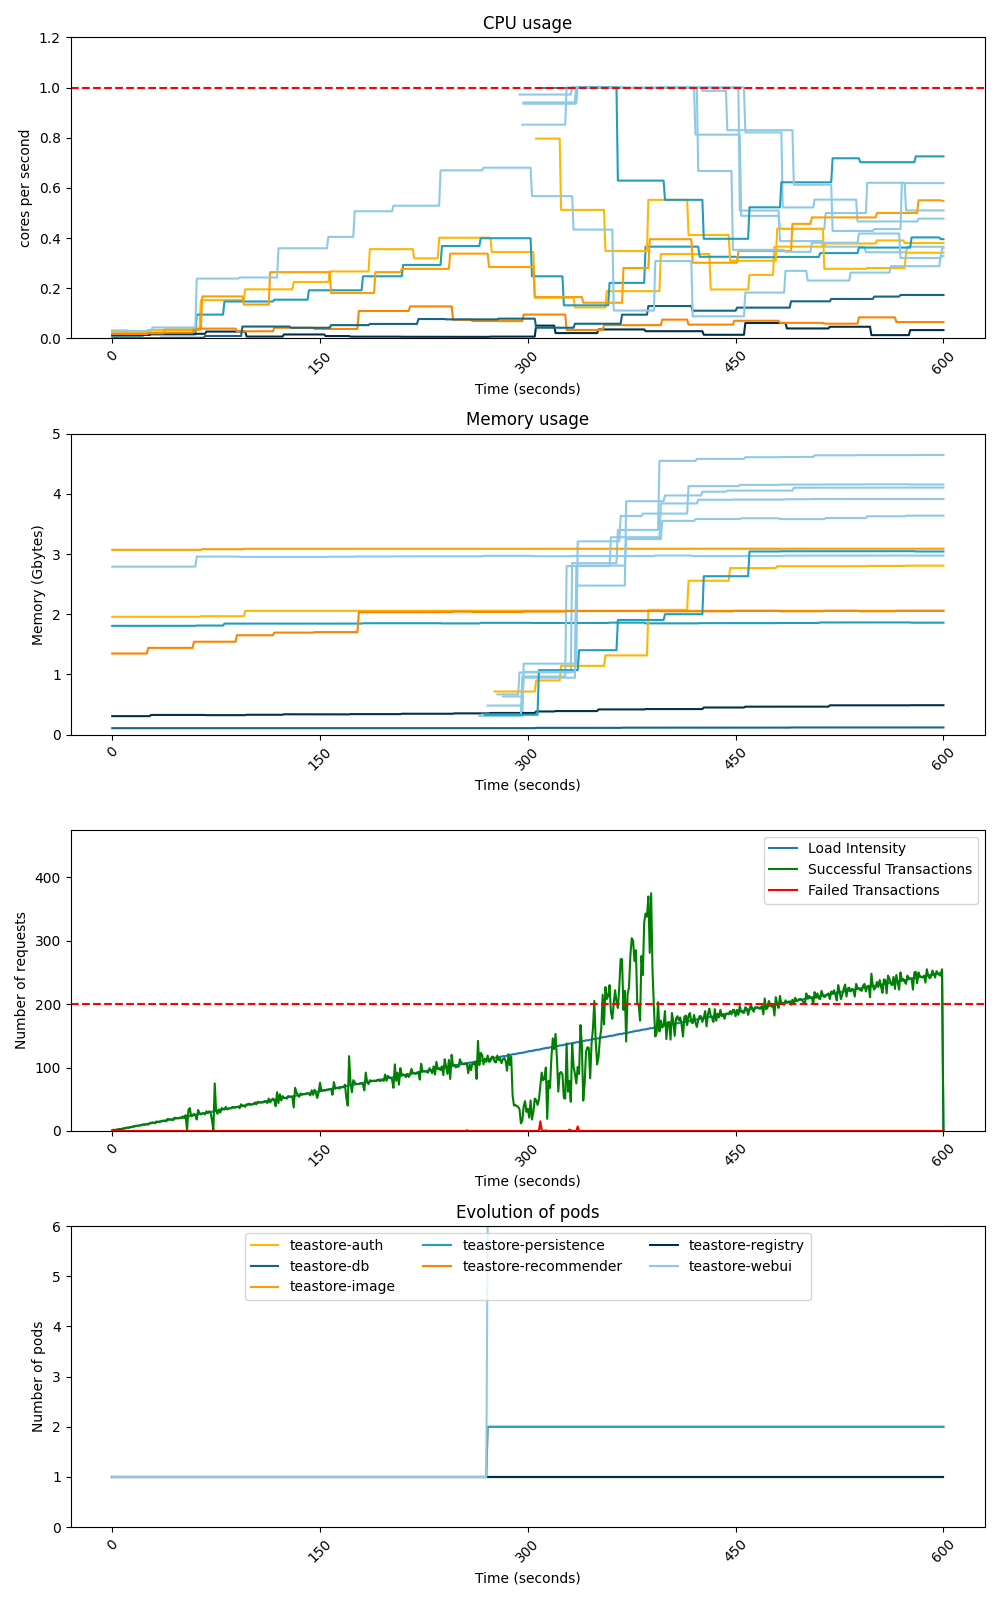 CPU usage
1.2
1.0
0.8
0.6
0.4
0.2
0.0
cores per second
0 150 300 450 600
Time (seconds)
Memory usage
5
4
3
2
1
0
Memory (Gbytes)
0 150 300 450 600
Time (seconds)
Load Intensity
Successful Transactions
Failed Transactions
400
300
200
100
0
Number of requests
0 150 300 450 600
Time (seconds)
Evolution of pods
teastore-auth teastore-persistence teastore-registry
teastore-db teastore-recommender teastore-webui
teastore-image
6
5
4
3
2
1
0
Number of pods
0 150 300 450 600
Time (seconds)